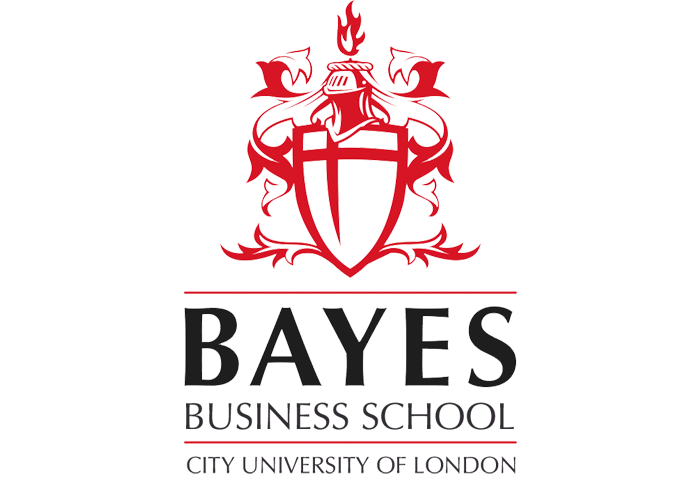 BAYES
BUSINESS SCHOOL
CITY UNIVERSITY OF LONDON